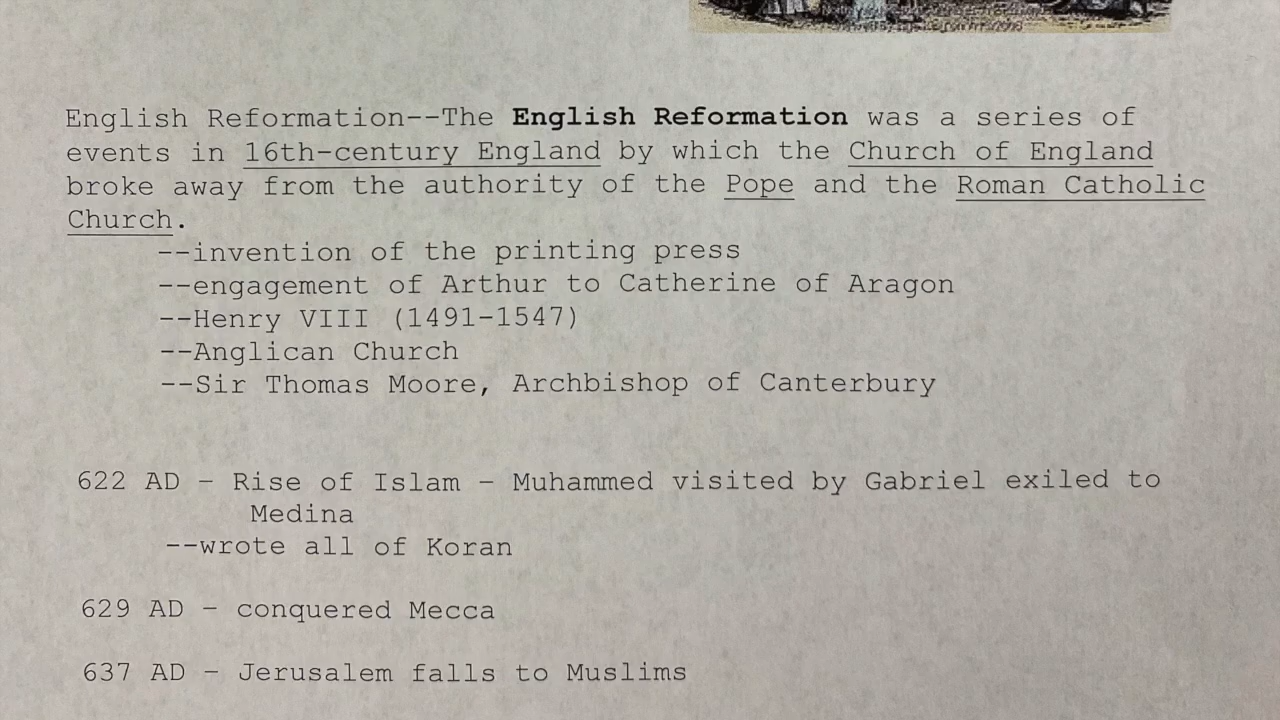 English Reformation--The English Reformation was a series of
events in 16th-century England by which the Church of England
broke away from the authority of the Pope and the Roman Catholic
Church.
--invention of the printing press
--engagement of Arthur to Catherine of Aragon
--Henry VIII (1491-1547)
--Anglican Church
--Sir Thomas Moore, Archbishop of Canterbury
622 AD – Rise of Islam – Muhammed visited by Gabriel exiled to
Medina
--wrote all of Koran
629 AD – conquered Mecca
637 AD – Jerusalem falls to Muslims